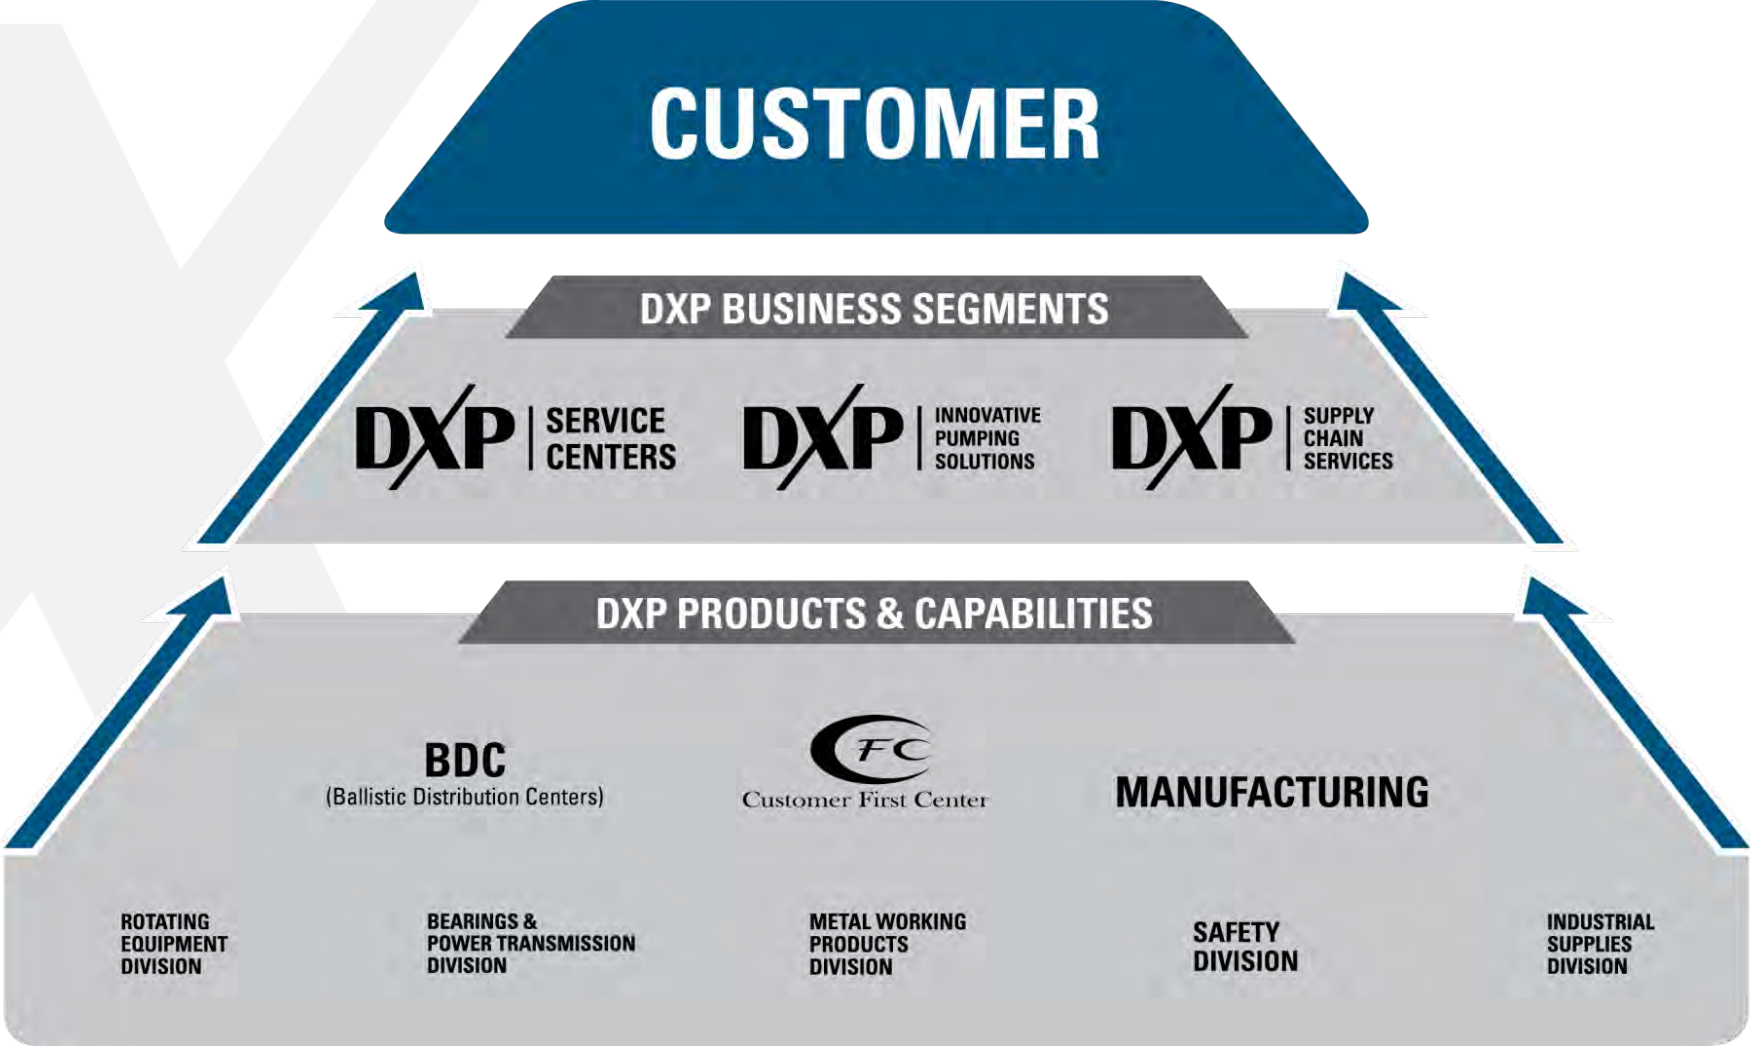 CUSTOMER
DXP BUSINESS SEGMENTS
DXP
SERVICE
CENTERS
DXP
INNOVATIVE
PUMPING
SOLUTIONS
DXP
SUPPLY
CHAIN
SERVICES
DXP PRODUCTS & CAPABILITIES
BDC
(Ballistic Distribution Centers)
CFC
Customer First Center
MANUFACTURING
ROTATING
EQUIPMENT
DIVISION
BEARINGS &
POWER TRANSMISSION
DIVISION
METAL WORKING
PRODUCTS
DIVISION
SAFETY
DIVISION
INDUSTRIAL
SUPPLIES
DIVISION